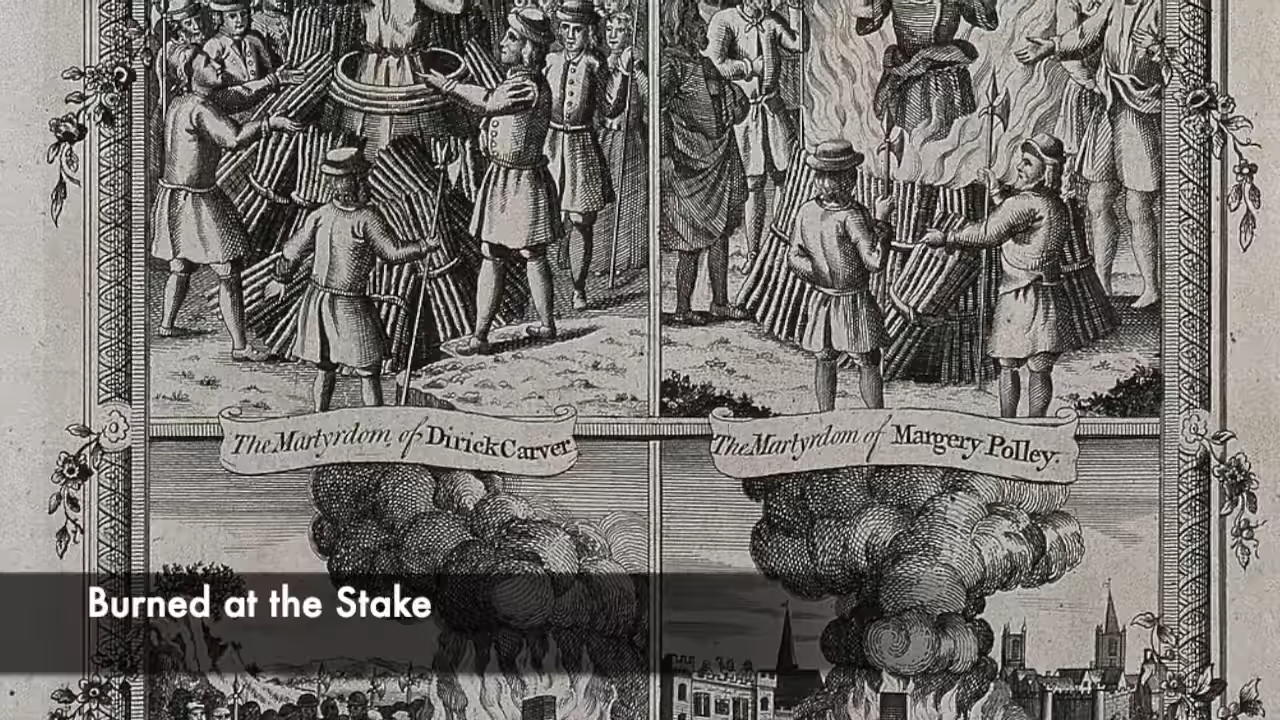 The Martyrdom, of Dirick Carver
The Martyrdom of Margery Polley.
Burned at the Stake